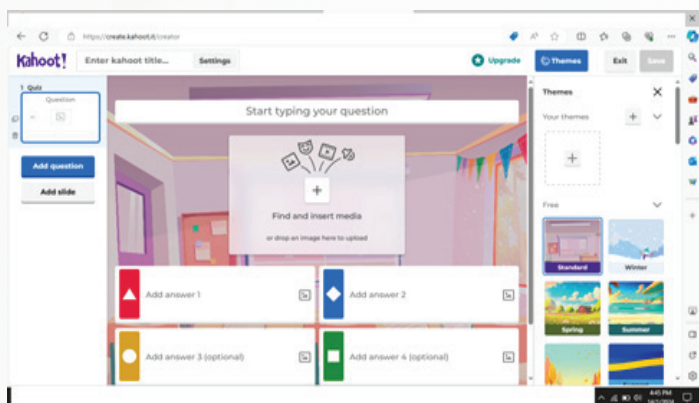 https://create.kahoot.it/creator
Kahoot!
Enter kahoot title...
Settings
Upgrade
Themes
Exit
Save
1 Quiz
Question
Add question
Add slide
Start typing your question
Find and insert media
or drop an image here to upload
Add answer 1
Add answer 2
Add answer 3 (optional)
Add answer 4 (optional)
Themes
Your themes
Free
Standard
Winter
Spring
Summer
4:45 PM